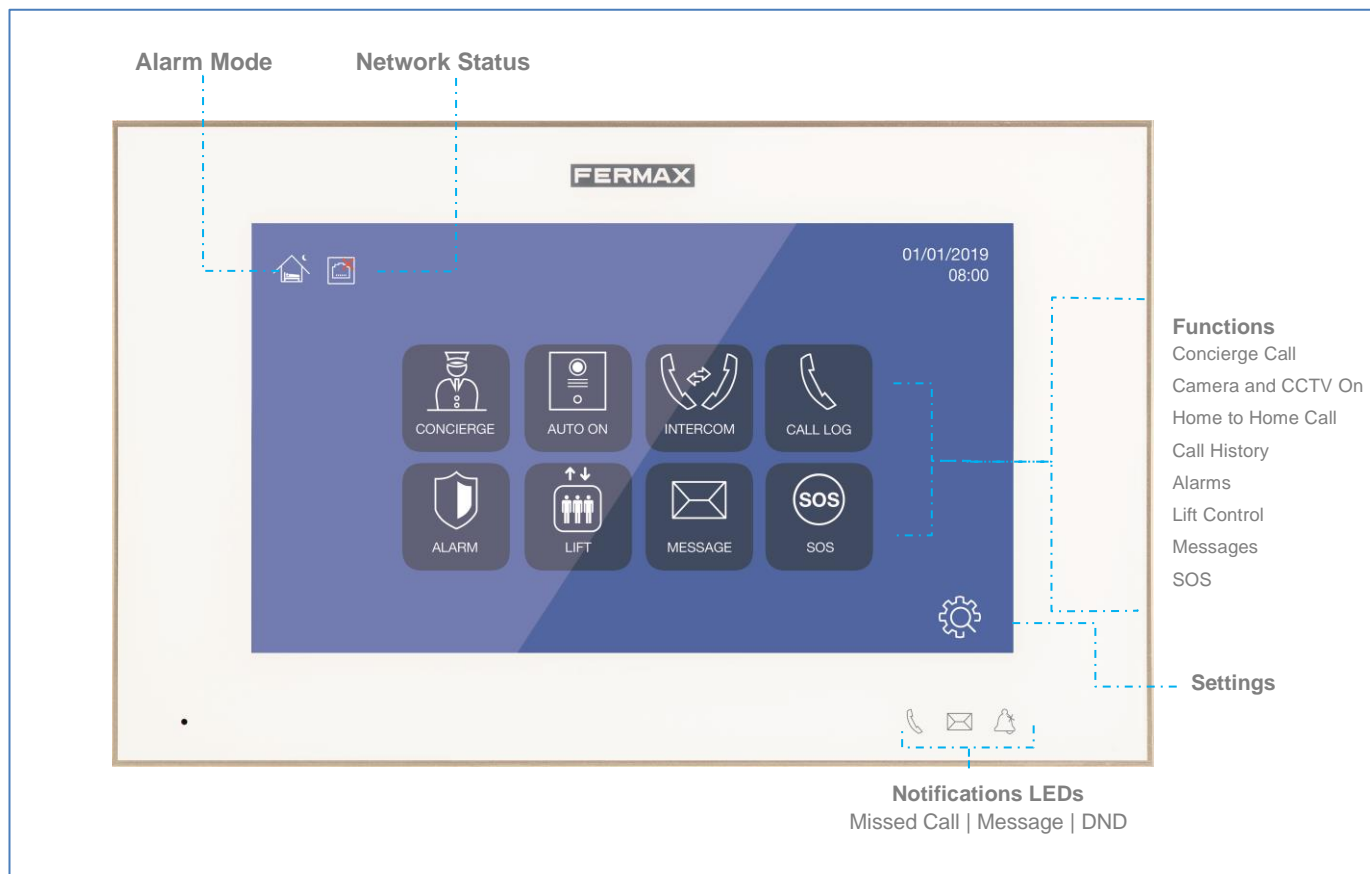 Alarm Mode
Network Status
FERMAX
01/01/2019
08:00
CONCIERGE
AUTO ON
INTERCOM
CALL LOG
ALARM
LIFT
MESSAGE
SOS
SOS
Functions
Concierge Call
Camera and CCTV On
Home to Home Call
Call History
Alarms
Lift Control
Messages
SOS
Settings
Notifications LEDs
Missed Call | Message | DND